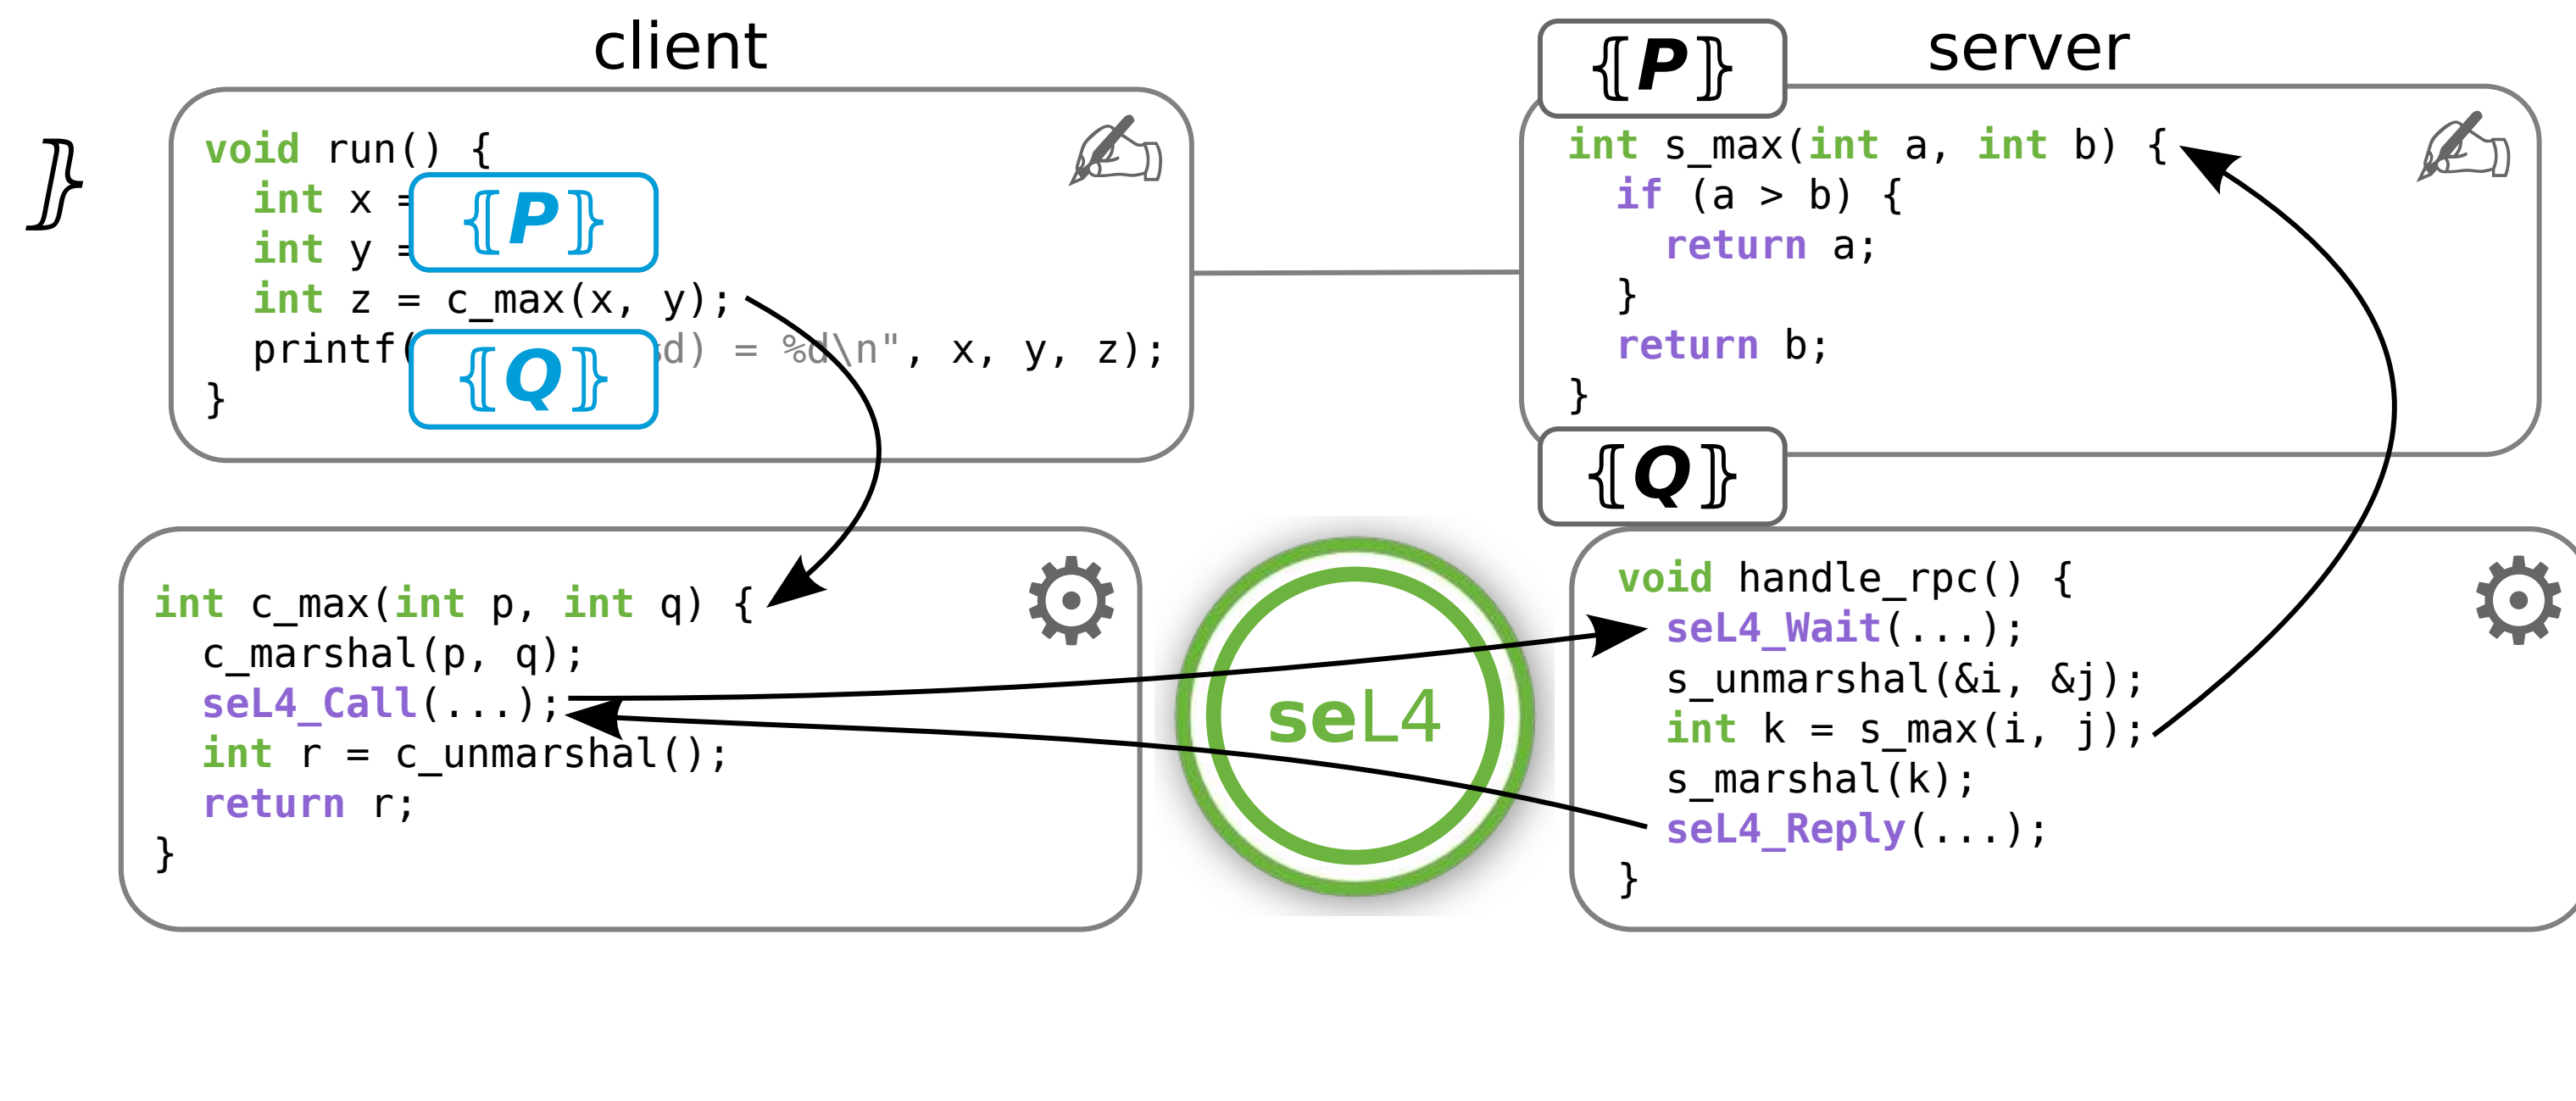 client
⦄
void run() {
int x =
⦃P⦄
int y =
int z = c_max(x, y);
printf(
d) = %d\n", x, y, z);
⦃Q⦄
}
server
⦃P⦄
int s_max(int a, int b) {
if (a > b) {
return a;
}
return b;
}
⦃Q⦄
int c_max(int p, int q) {
c_marshal(p, q);
seL4_Call(...);
int r = c_unmarshal();
return r;
}
seL4
void handle_rpc() {
seL4_Wait(...);
s_unmarshal(&i, &j);
int k = s_max(i, j);
s_marshal(k);
seL4_Reply(...);
}